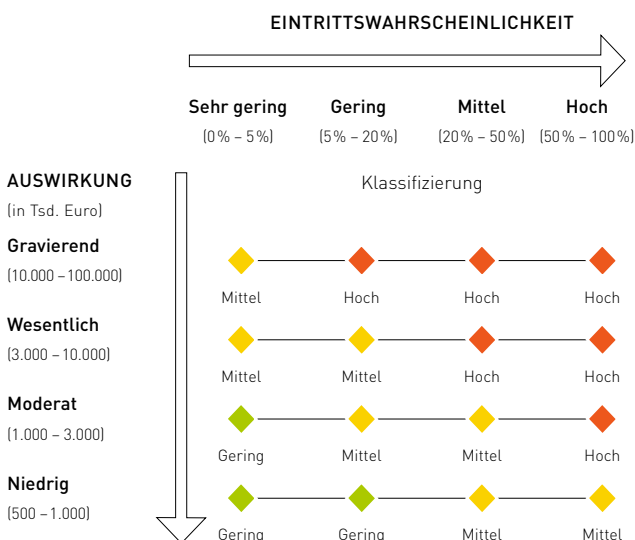 EINTRITTSWAHRSCHEINLICHKEIT
Sehr gering Gering Mittel Hoch
(0 % – 5 %) (5 % – 20 %) (20 % – 50 %) (50 % – 100 %)
AUSWIRKUNG Klassifizierung
(in Tsd. Euro)
Gravierend
(10.000 – 100.000)
Mittel Hoch Hoch Hoch
Wesentlich
(3.000 – 10.000)
Mittel Mittel Hoch Hoch
Moderat
(1.000 – 3.000)
Gering Mittel Mittel Hoch
Niedrig
(500 – 1.000)
Gering Gering Mittel Mittel